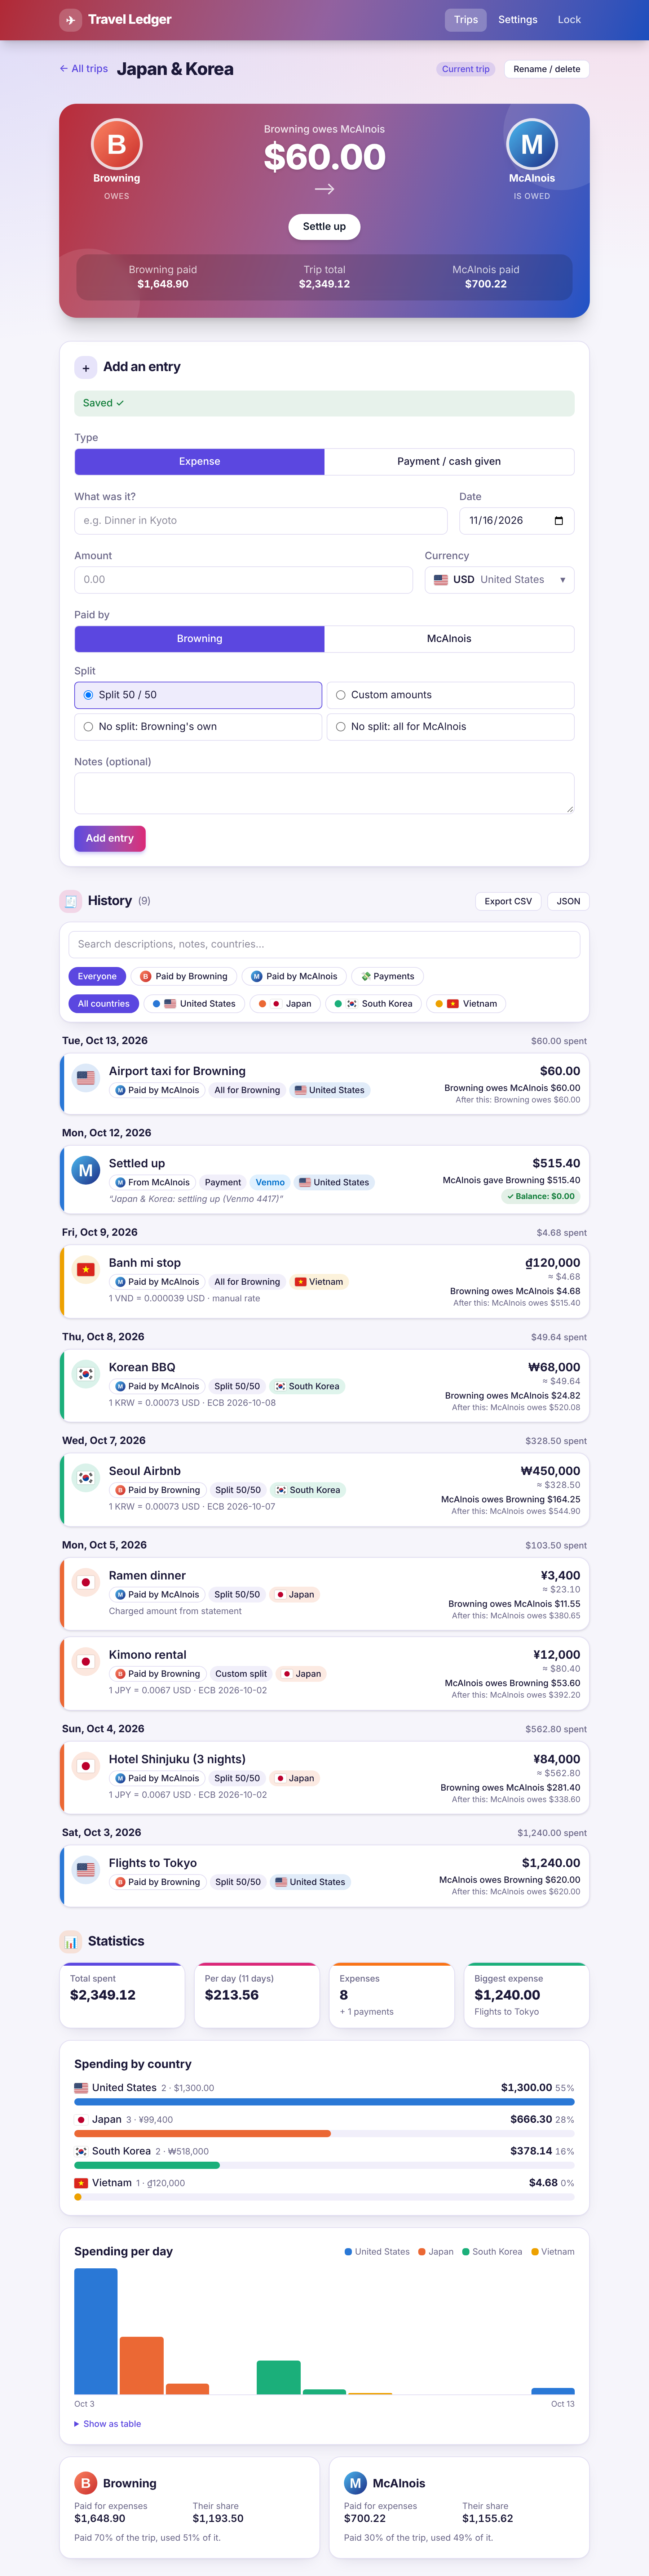 ✈ Travel Ledger
Trips Settings Lock
← All trips Japan & Korea Current trip Rename / delete
Browning owes McAlnois
$60.00
→
B
Browning
OWES
M
McAlnois
IS OWED
Settle up
Browning paid Trip total McAlnois paid
$1,648.90 $2,349.12 $700.22
+ Add an entry
Saved ✓
Type
Expense Payment / cash given
What was it? Date
e.g. Dinner in Kyoto 11/16/2026
Amount Currency
0.00 USD United States ▾
Paid by
Browning McAlnois
Split
Split 50 / 50 Custom amounts
No split: Browning's own No split: all for McAlnois
Notes (optional)
Add entry
History (9) Export CSV JSON
Search descriptions, notes, countries...
Everyone B Paid by Browning M Paid by McAlnois Payments
All countries United States Japan South Korea Vietnam
Tue, Oct 13, 2026 $60.00 spent
Airport taxi for Browning $60.00
M Paid by McAlnois All for Browning United States Browning owes McAlnois $60.00
After this: Browning owes $60.00
Mon, Oct 12, 2026
M Settled up $515.40
M From McAlnois Payment Venmo United States McAlnois gave Browning $515.40
"Japan & Korea: settling up (Venmo 4417)" ✓ Balance: $0.00
Fri, Oct 9, 2026 $4.68 spent
Banh mi stop ₫120,000
≈ $4.68
M Paid by McAlnois All for Browning Vietnam Browning owes McAlnois $4.68
1 VND = 0.000039 USD · manual rate After this: McAlnois owes $515.40
Thu, Oct 8, 2026 $49.64 spent
Korean BBQ ₩68,000
≈ $49.64
M Paid by McAlnois Split 50/50 South Korea Browning owes McAlnois $24.82
1 KRW = 0.00073 USD · ECB 2026-10-08 After this: McAlnois owes $520.08
Wed, Oct 7, 2026 $328.50 spent
Seoul Airbnb ₩450,000
≈ $328.50
B Paid by Browning Split 50/50 South Korea McAlnois owes Browning $164.25
1 KRW = 0.00073 USD · ECB 2026-10-07 After this: McAlnois owes $544.90
Mon, Oct 5, 2026 $103.50 spent
Ramen dinner ¥3,400
≈ $23.10
M Paid by McAlnois Split 50/50 Japan Browning owes McAlnois $11.55
Charged amount from statement After this: McAlnois owes $380.65
Kimono rental ¥12,000
≈ $80.40
B Paid by Browning Custom split Japan McAlnois owes Browning $53.60
1 JPY = 0.0067 USD · ECB 2026-10-02 After this: McAlnois owes $392.20
Sun, Oct 4, 2026 $562.80 spent
Hotel Shinjuku (3 nights) ¥84,000
≈ $562.80
M Paid by McAlnois Split 50/50 Japan Browning owes McAlnois $281.40
1 JPY = 0.0067 USD · ECB 2026-10-02 After this: McAlnois owes $338.60
Sat, Oct 3, 2026 $1,240.00 spent
Flights to Tokyo $1,240.00
B Paid by Browning Split 50/50 United States McAlnois owes Browning $620.00
After this: McAlnois owes $620.00
Statistics
Total spent Per day (11 days) Expenses Biggest expense
$2,349.12 $213.56 8 $1,240.00
+ 1 payments Flights to Tokyo
Spending by country
United States 2 · $1,300.00 $1,300.00 55%
Japan 3 · ¥99,400 $666.30 28%
South Korea 2 · ₩518,000 $378.14 16%
Vietnam 1 · ₫120,000 $4.68 0%
Spending per day United States Japan South Korea Vietnam
Oct 3 Oct 13
▶ Show as table
B Browning
Paid for expenses Their share
$1,648.90 $1,193.50
Paid 70% of the trip, used 51% of it.
M McAlnois
Paid for expenses Their share
$700.22 $1,155.62
Paid 30% of the trip, used 49% of it.